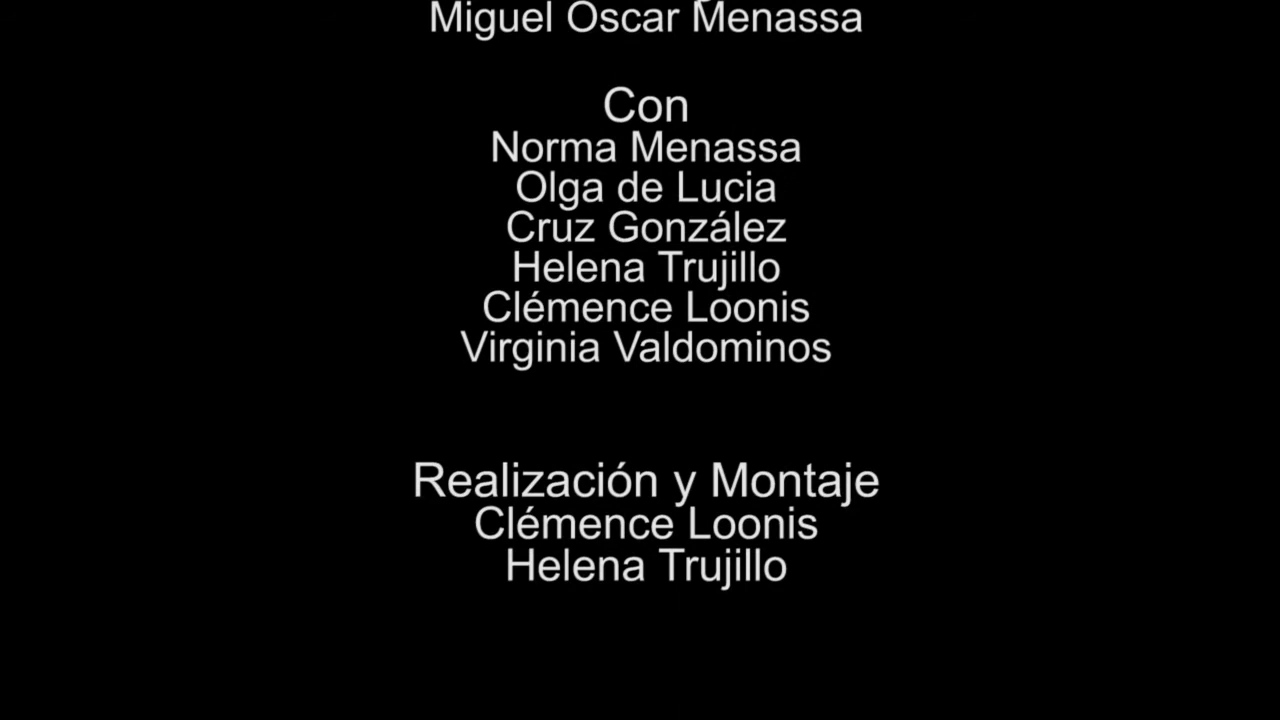 Miguel Oscar Menassa
Con
Norma Menassa
Olga de Lucia
Cruz González
Helena Trujillo
Clémence Loonis
Virginia Valdominos
Realización y Montaje
Clémence Loonis
Helena Trujillo